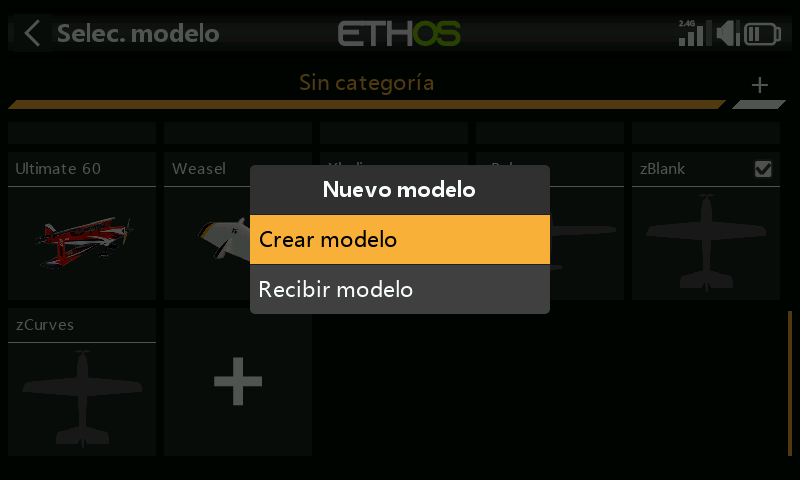 Selec. modelo
ETHOS
2.4G
Sin categoría
+
Ultimate 60
Weasel
zBlank
Nuevo modelo
Crear modelo
Recibir modelo
zCurves